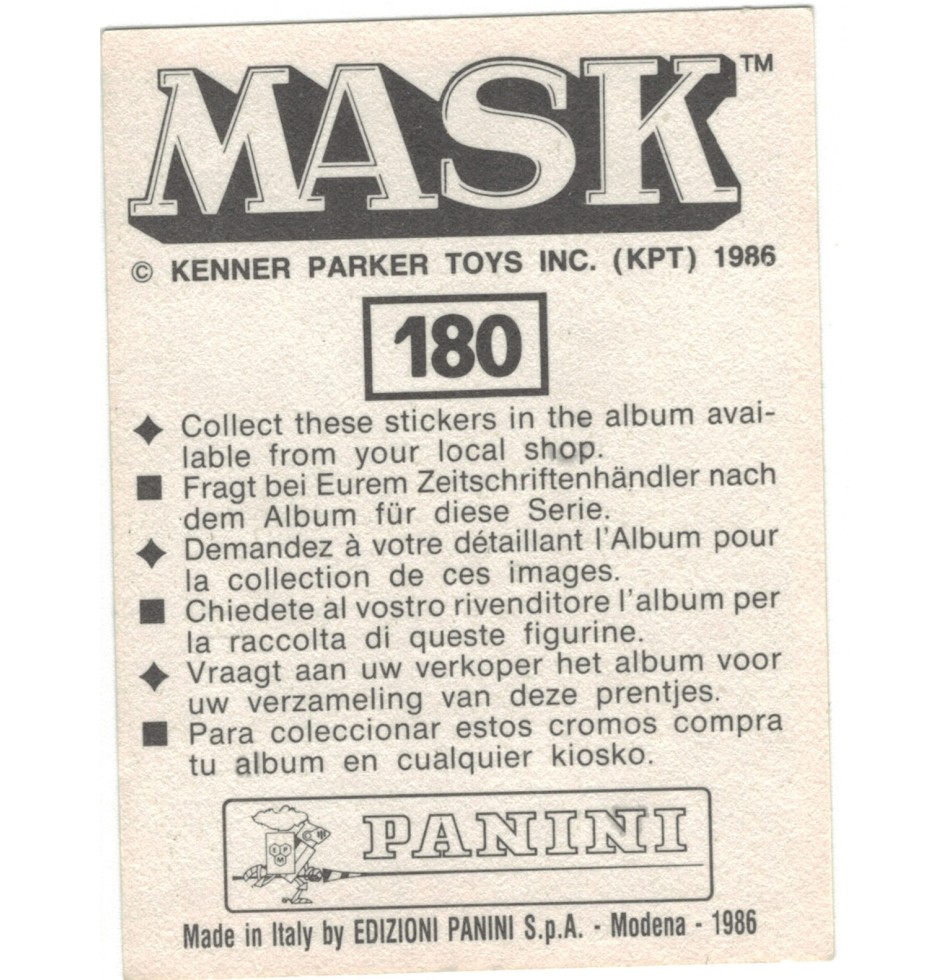 MASK™
© KENNER PARKER TOYS INC. (KPT) 1986
180
Collect these stickers in the album avai-
lable from your local shop.
Fragt bei Eurem Zeitschriftenhändler nach
dem Album für diese Serie.
Demandez à votre détaillant l'Album pour
la collection de ces images.
Chiedete al vostro rivenditore l'album per
la raccolta di queste figurine.
Vraagt aan uw verkoper het album voor
uw verzameling van deze prentjes.
Para coleccionar estos cromos compra
tu album en cualquier kiosko.
PANINI
Made in Italy by EDIZIONI PANINI S.p.A. - Modena - 1986